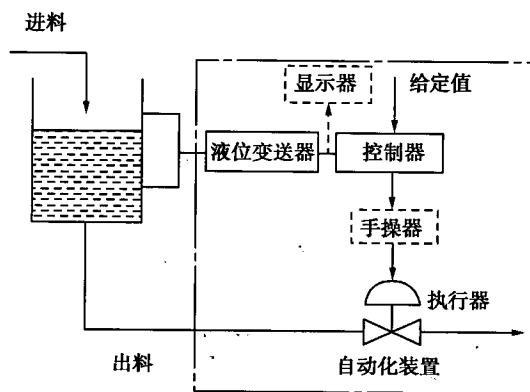 进料
显示器
给定值
液位变送器
控制器
手操器
执行器
出料
自动化装置